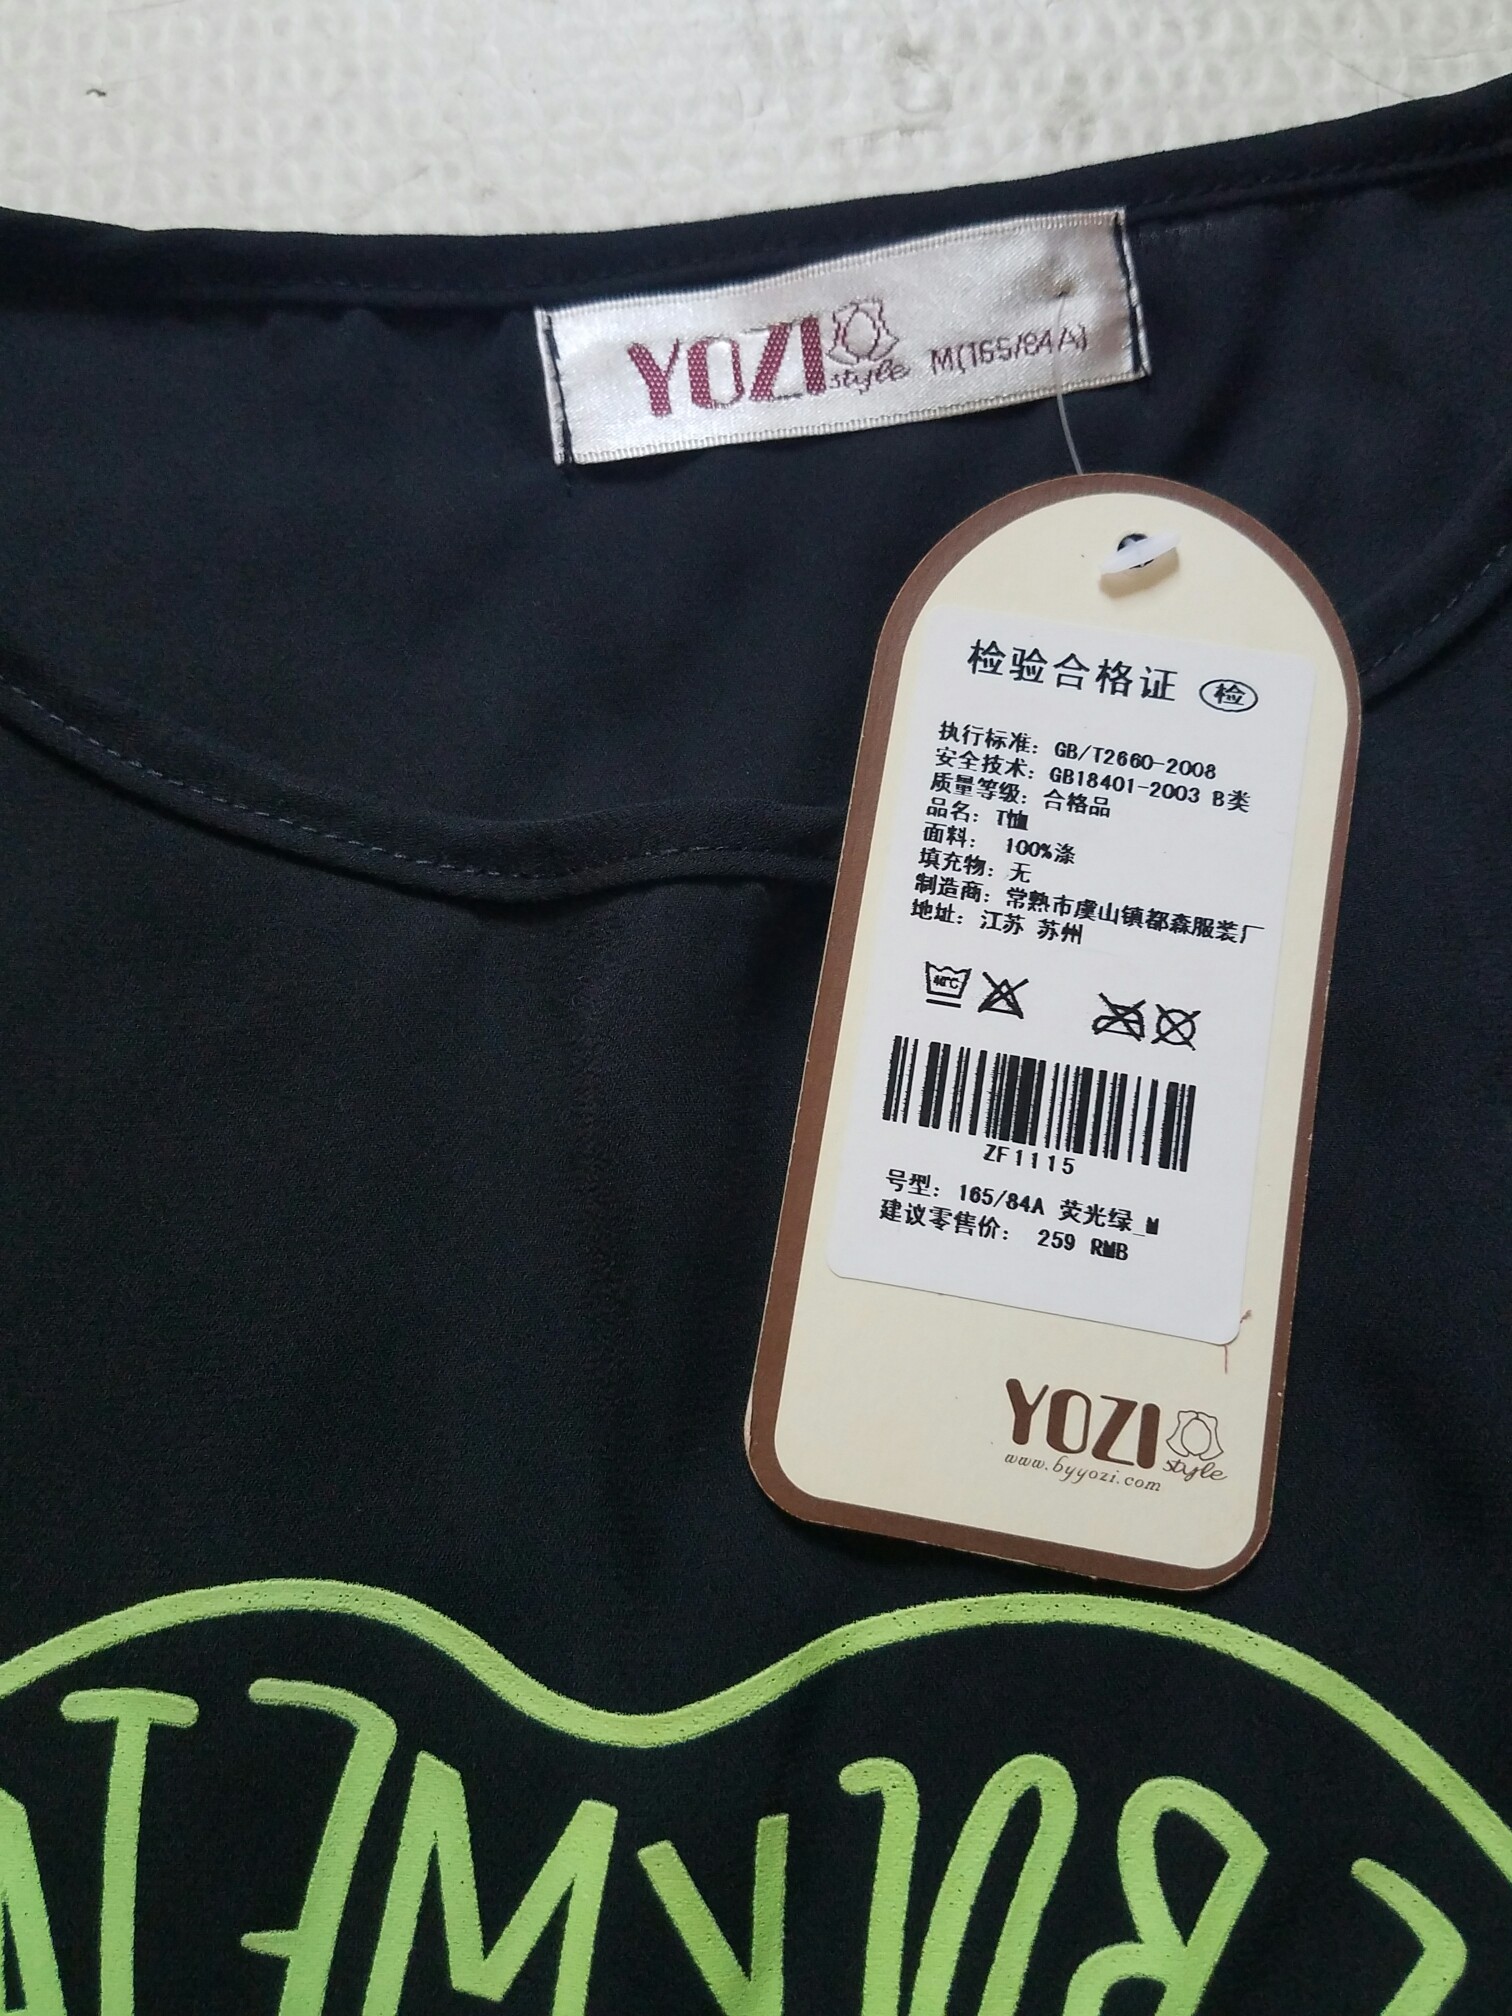 YOZI
style M(165/84A)
检验合格证 检
执行标准: GB/T2660-2008
安全技术: GB18401-2003 B类
质量等级: 合格品
品名: T恤
面料: 100%涤
填充物: 无
制造商: 常熟市虞山镇都森服装厂
地址: 江苏 苏州
40℃
ZF1115
号型: 165/84A 荧光绿_M
建议零售价: 259 RMB
YOZI
style
www.byyozi.com